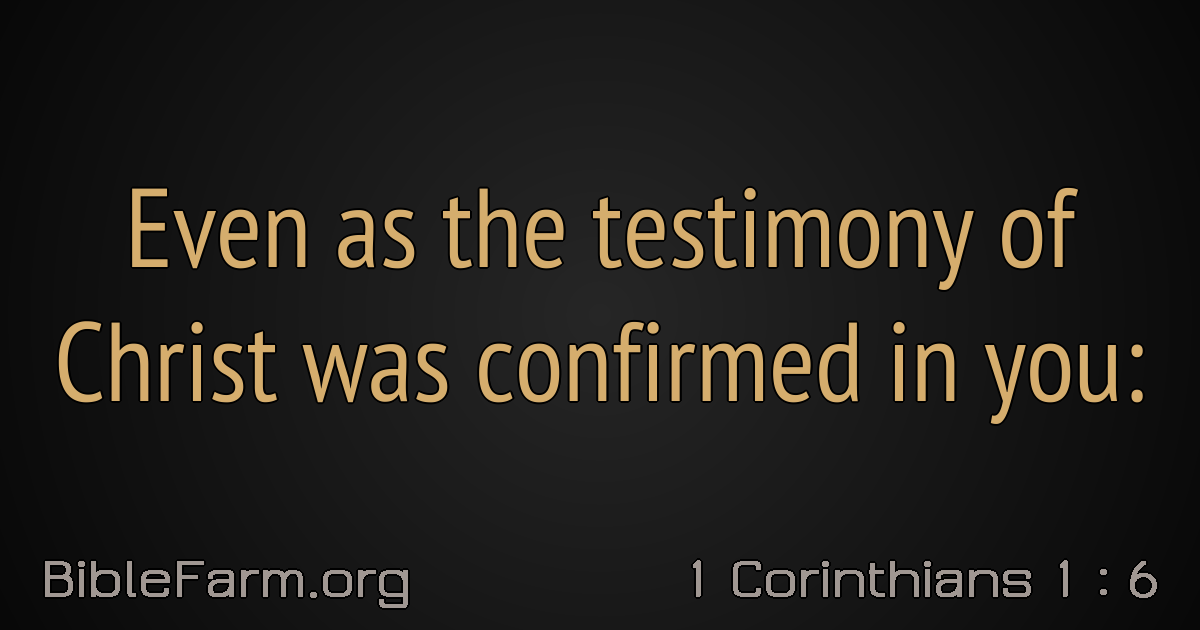 Even as the testimony of
Christ was confirmed in you:
BibleFarm.org 1 Corinthians 1 : 6